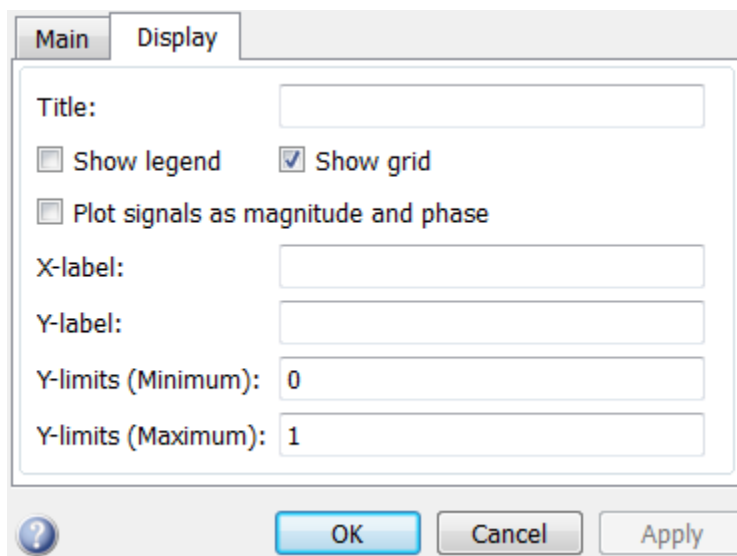 Main Display
Title:
Show legend Show grid
Plot signals as magnitude and phase
X-label:
Y-label:
Y-limits (Minimum): 0
Y-limits (Maximum): 1
? OK Cancel Apply